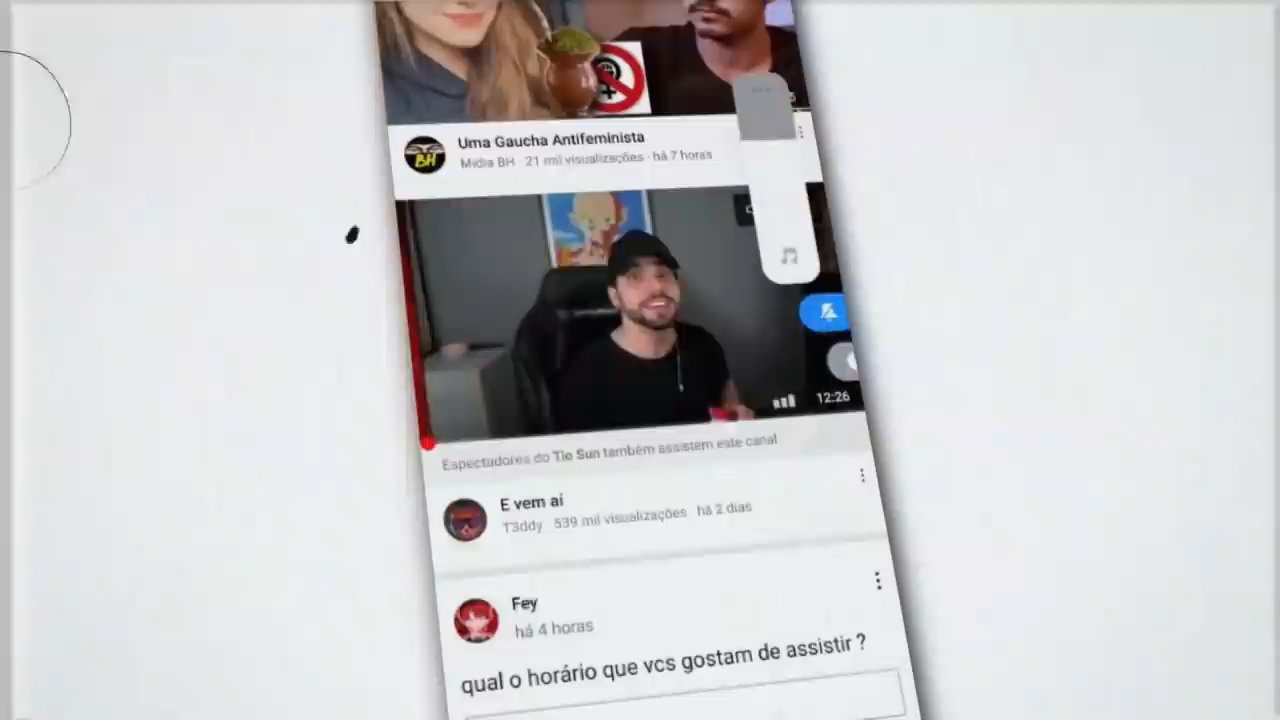 BH
Uma Gaucha Antifeminista
Mídia BH · 21 mil visualizações · há 7 horas
12:26
Espectadores do Tio Sun também assistem este canal
E vem aí
T3ddy · 539 mil visualizações · há 2 dias
Fey
há 4 horas
qual o horário que vcs gostam de assistir ?